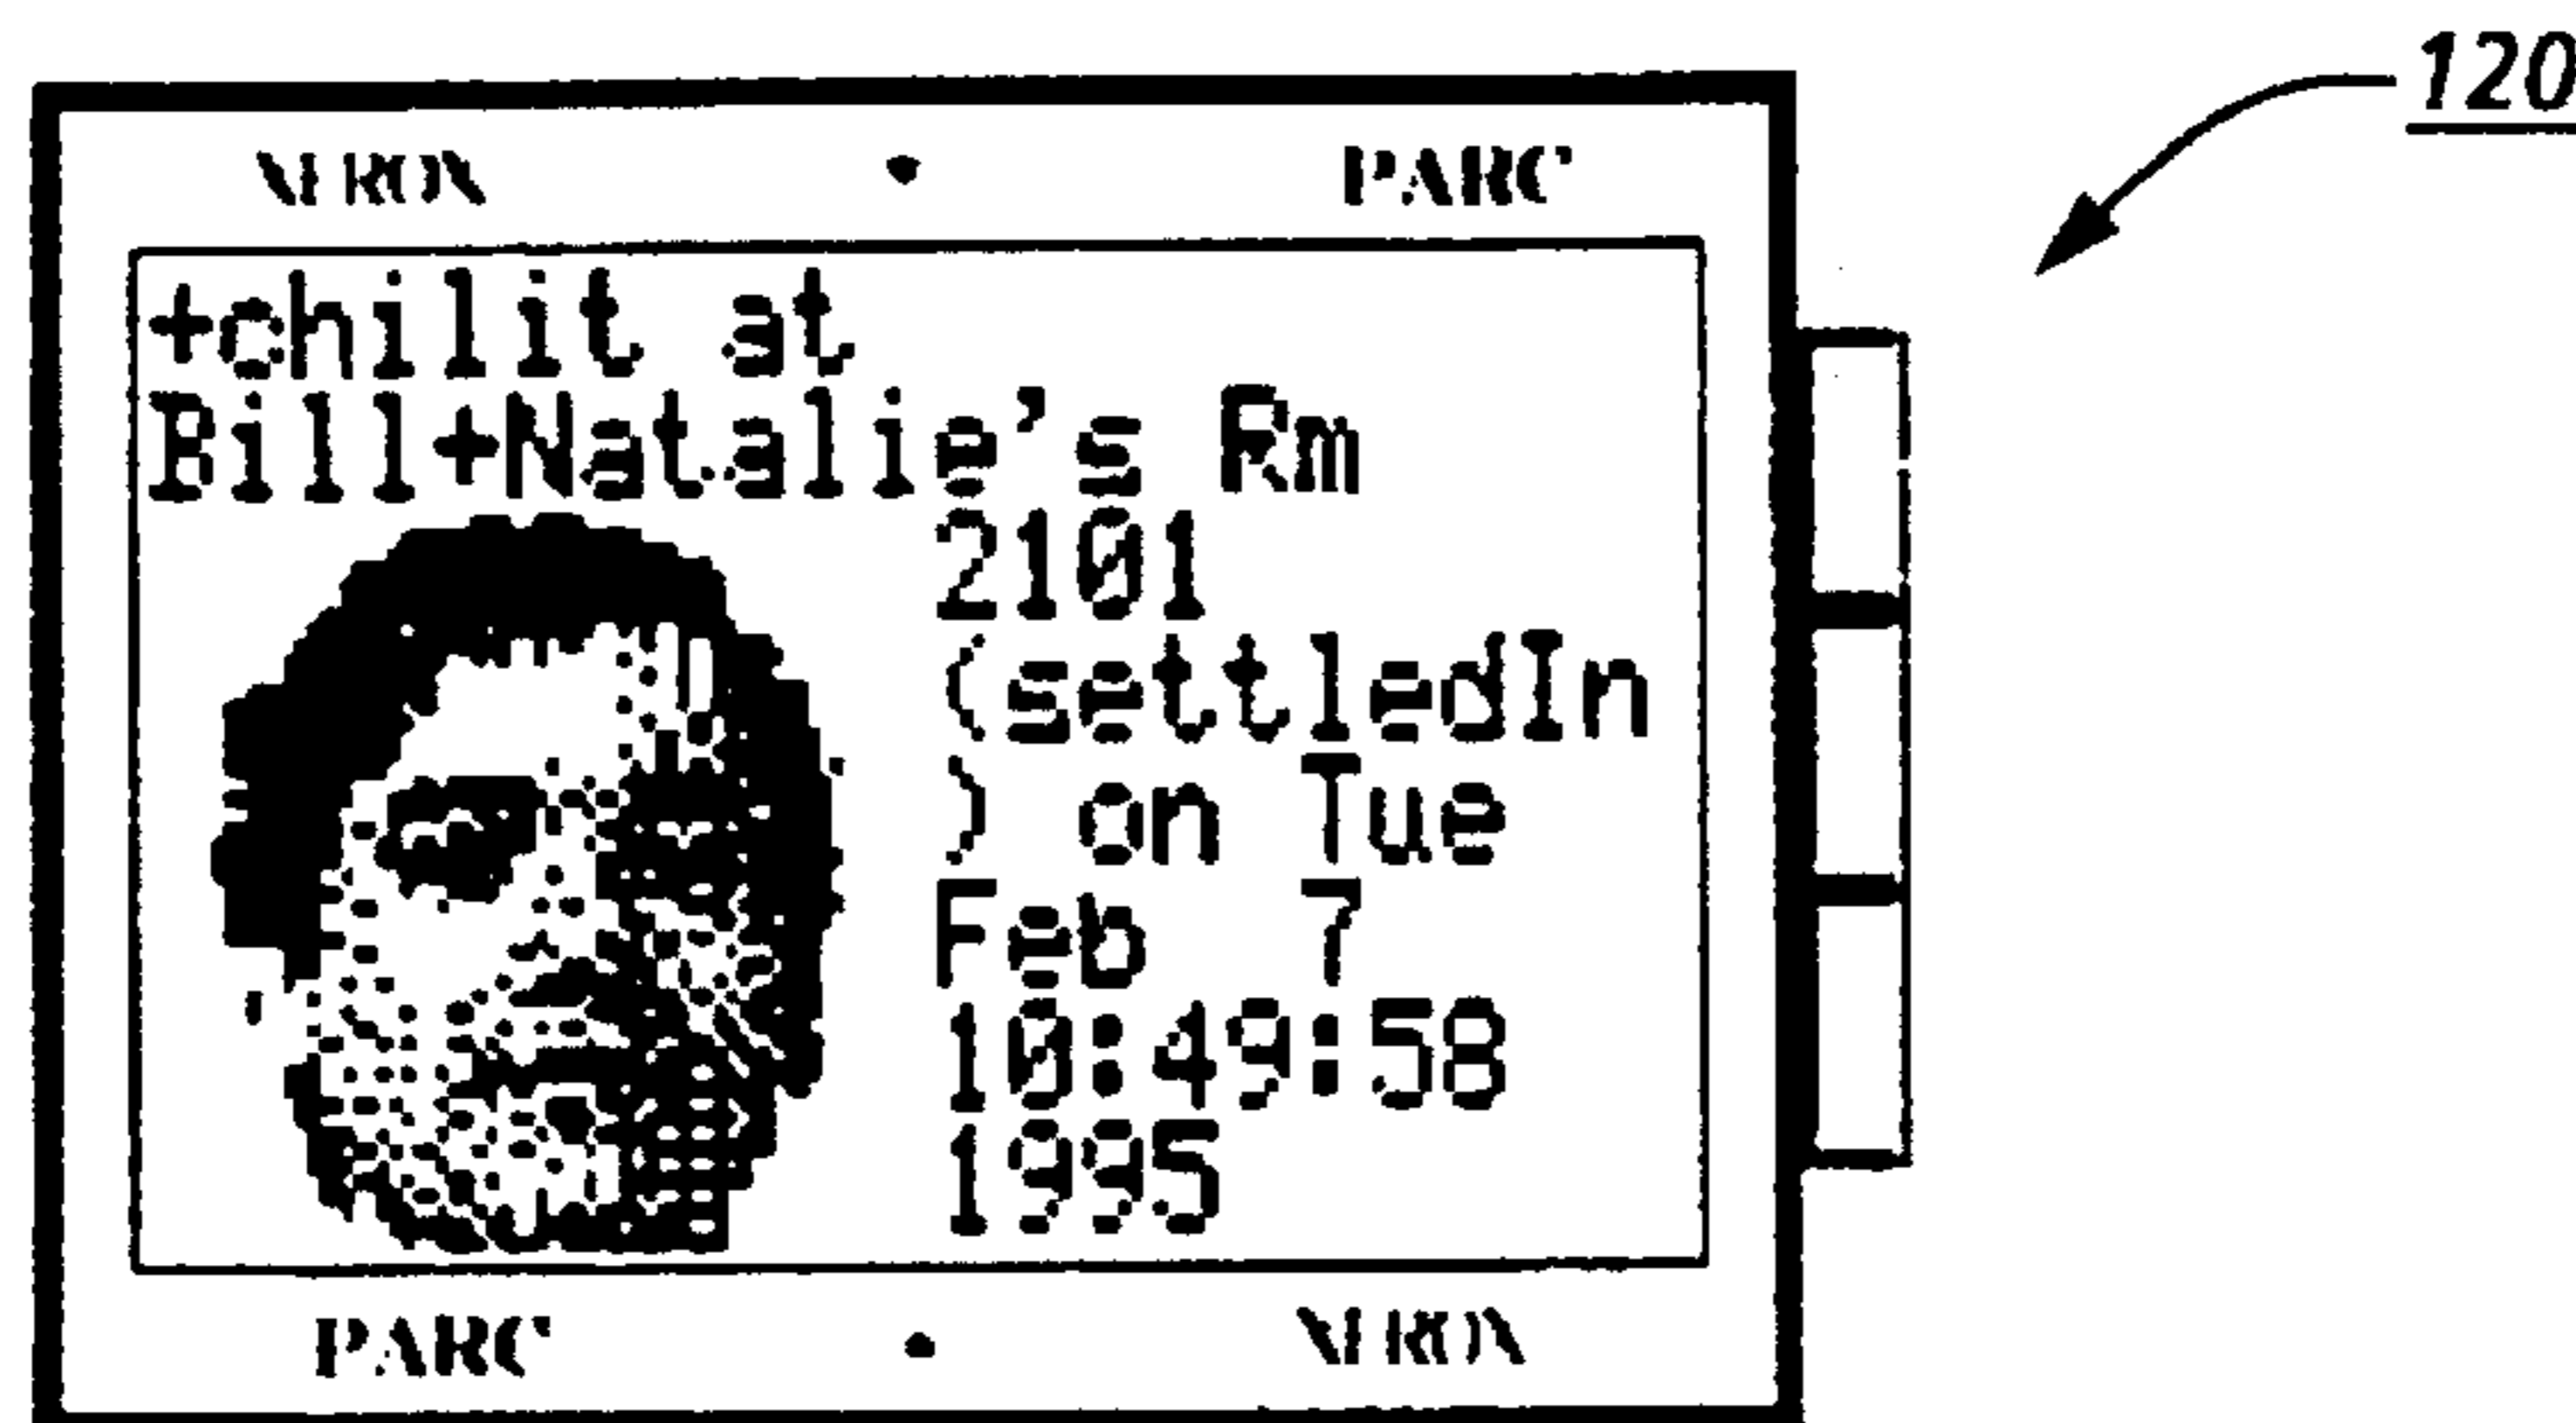 120
XEROX • PARC
+chilit at
Bill+Natalie's Rm
2101
(settledIn
) on Tue
Feb  7
10:49:58
1995
PARC • XEROX